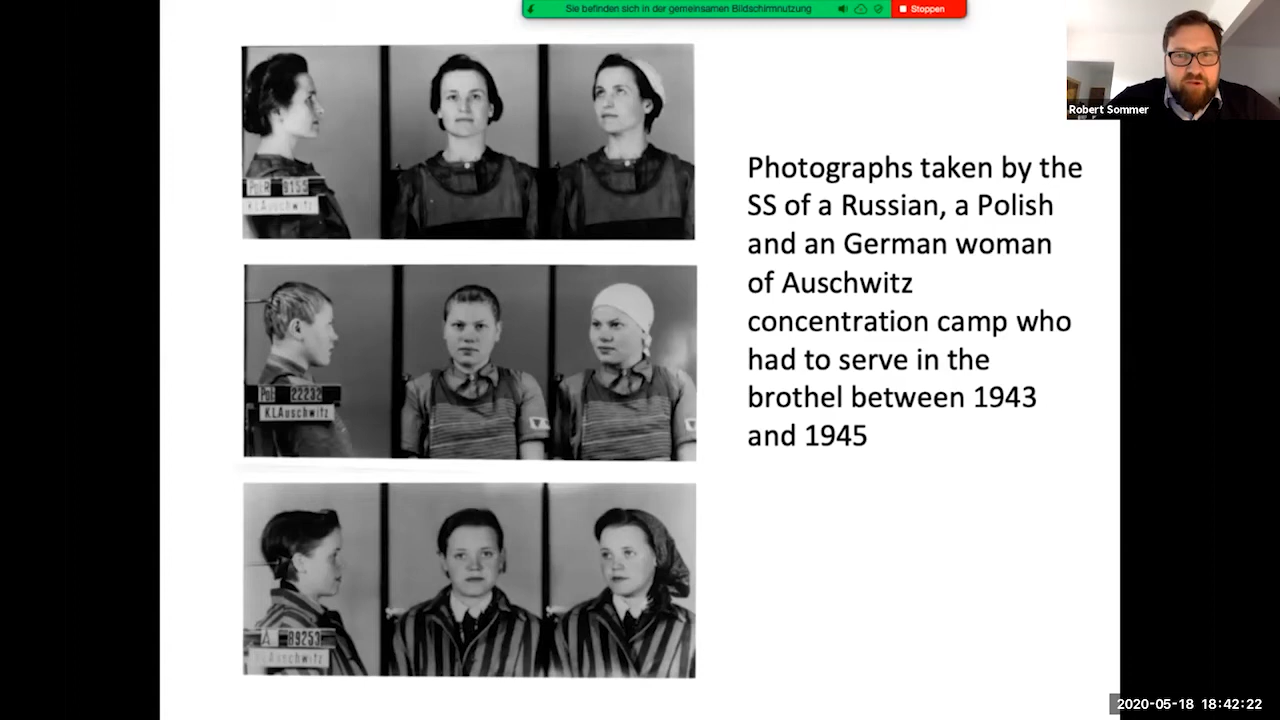 Sie befinden sich in der gemeinsamen Bildschirmnutzung
Stoppen
Robert Sommer
Photographs taken by the
SS of a Russian, a Polish
and an German woman
of Auschwitz
concentration camp who
had to serve in the
brothel between 1943
and 1945
KLAuschwitz
22232
KLAuschwitz
A 89253
KLAuschwitz
2020-05-18 18:42:22